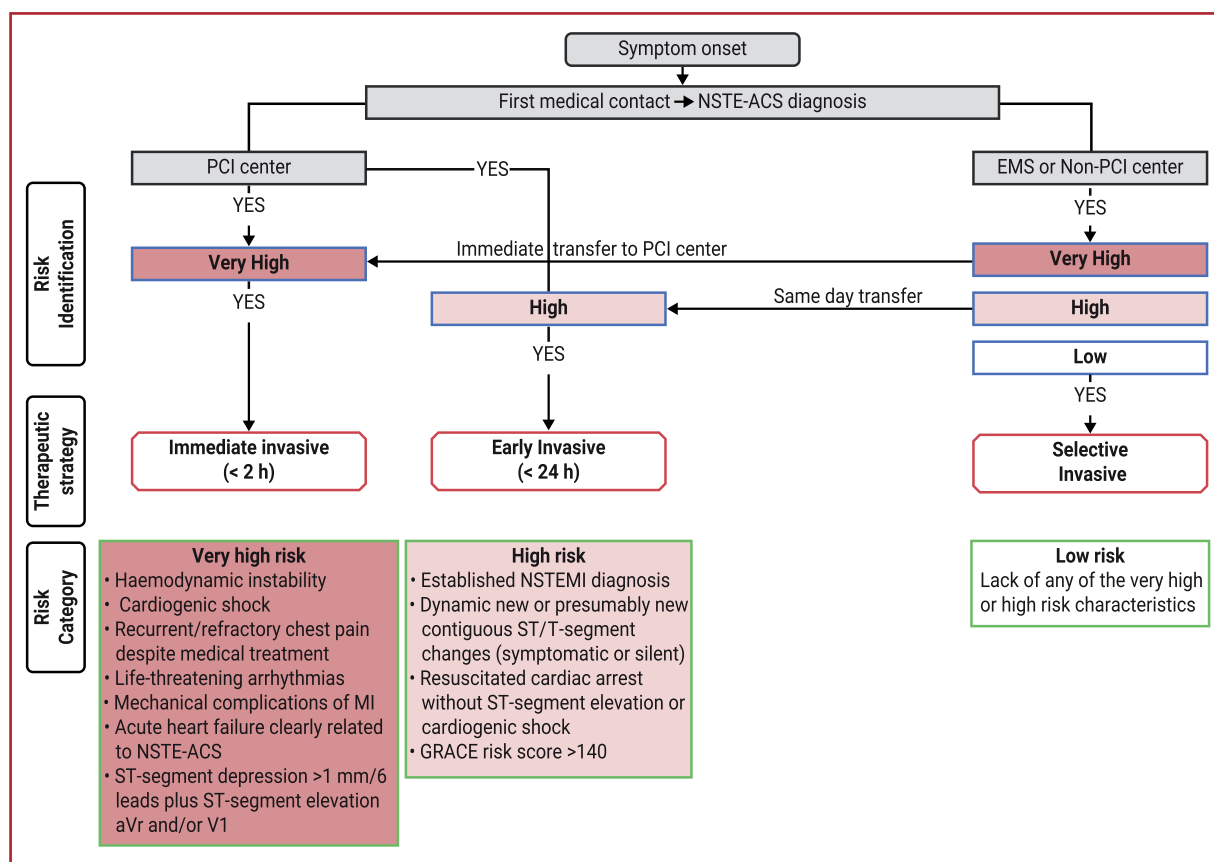 Symptom onset
First medical contact → NSTE-ACS diagnosis
PCI center
YES
EMS or Non-PCI center
YES
YES
Risk
Identification
Very High
Immediate transfer to PCI center
Very High
YES
High
Same day transfer
High
YES
Low
YES
Therapeutic
strategy
Immediate invasive
(< 2 h)
Early Invasive
(< 24 h)
Selective
Invasive
Risk
Category
Very high risk
• Haemodynamic instability
• Cardiogenic shock
• Recurrent/refractory chest pain
despite medical treatment
• Life-threatening arrhythmias
• Mechanical complications of MI
• Acute heart failure clearly related
to NSTE-ACS
• ST-segment depression >1 mm/6
leads plus ST-segment elevation
aVr and/or V1
High risk
• Established NSTEMI diagnosis
• Dynamic new or presumably new
contiguous ST/T-segment
changes (symptomatic or silent)
• Resuscitated cardiac arrest
without ST-segment elevation or
cardiogenic shock
• GRACE risk score >140
Low risk
Lack of any of the very high
or high risk characteristics